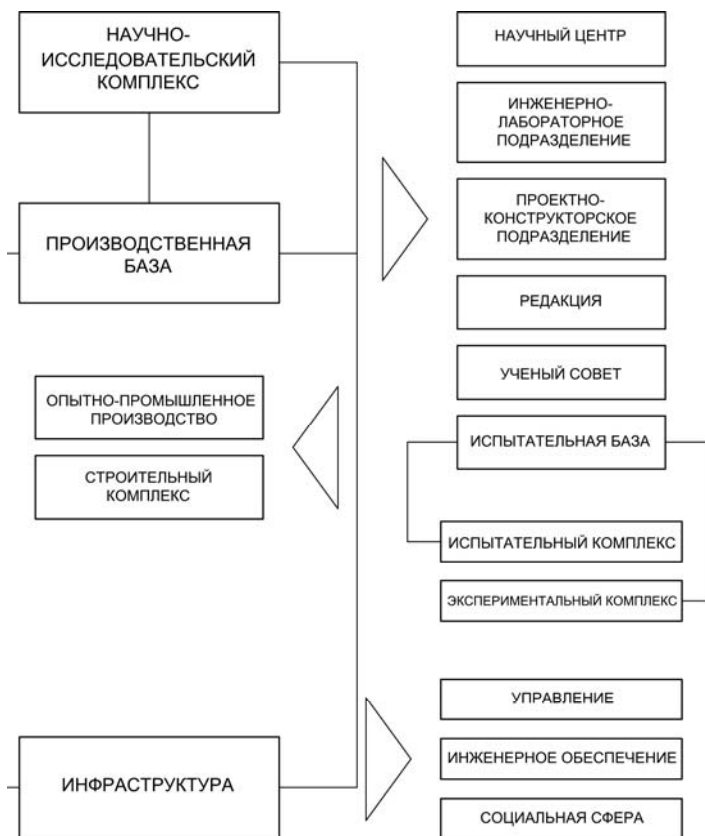 НАУЧНО-
ИССЛЕДОВАТЕЛЬСКИЙ
КОМПЛЕКС
ПРОИЗВОДСТВЕННАЯ
БАЗА
ОПЫТНО-ПРОМЫШЛЕННОЕ
ПРОИЗВОДСТВО
СТРОИТЕЛЬНЫЙ
КОМПЛЕКС
ИНФРАСТРУКТУРА
НАУЧНЫЙ ЦЕНТР
ИНЖЕНЕРНО-
ЛАБОРАТОРНОЕ
ПОДРАЗДЕЛЕНИЕ
ПРОЕКТНО-
КОНСТРУКТОРСКОЕ
ПОДРАЗДЕЛЕНИЕ
РЕДАКЦИЯ
УЧЕНЫЙ СОВЕТ
ИСПЫТАТЕЛЬНАЯ БАЗА
ИСПЫТАТЕЛЬНЫЙ КОМПЛЕКС
ЭКСПЕРИМЕНТАЛЬНЫЙ КОМПЛЕКС
УПРАВЛЕНИЕ
ИНЖЕНЕРНОЕ ОБЕСПЕЧЕНИЕ
СОЦИАЛЬНАЯ СФЕРА